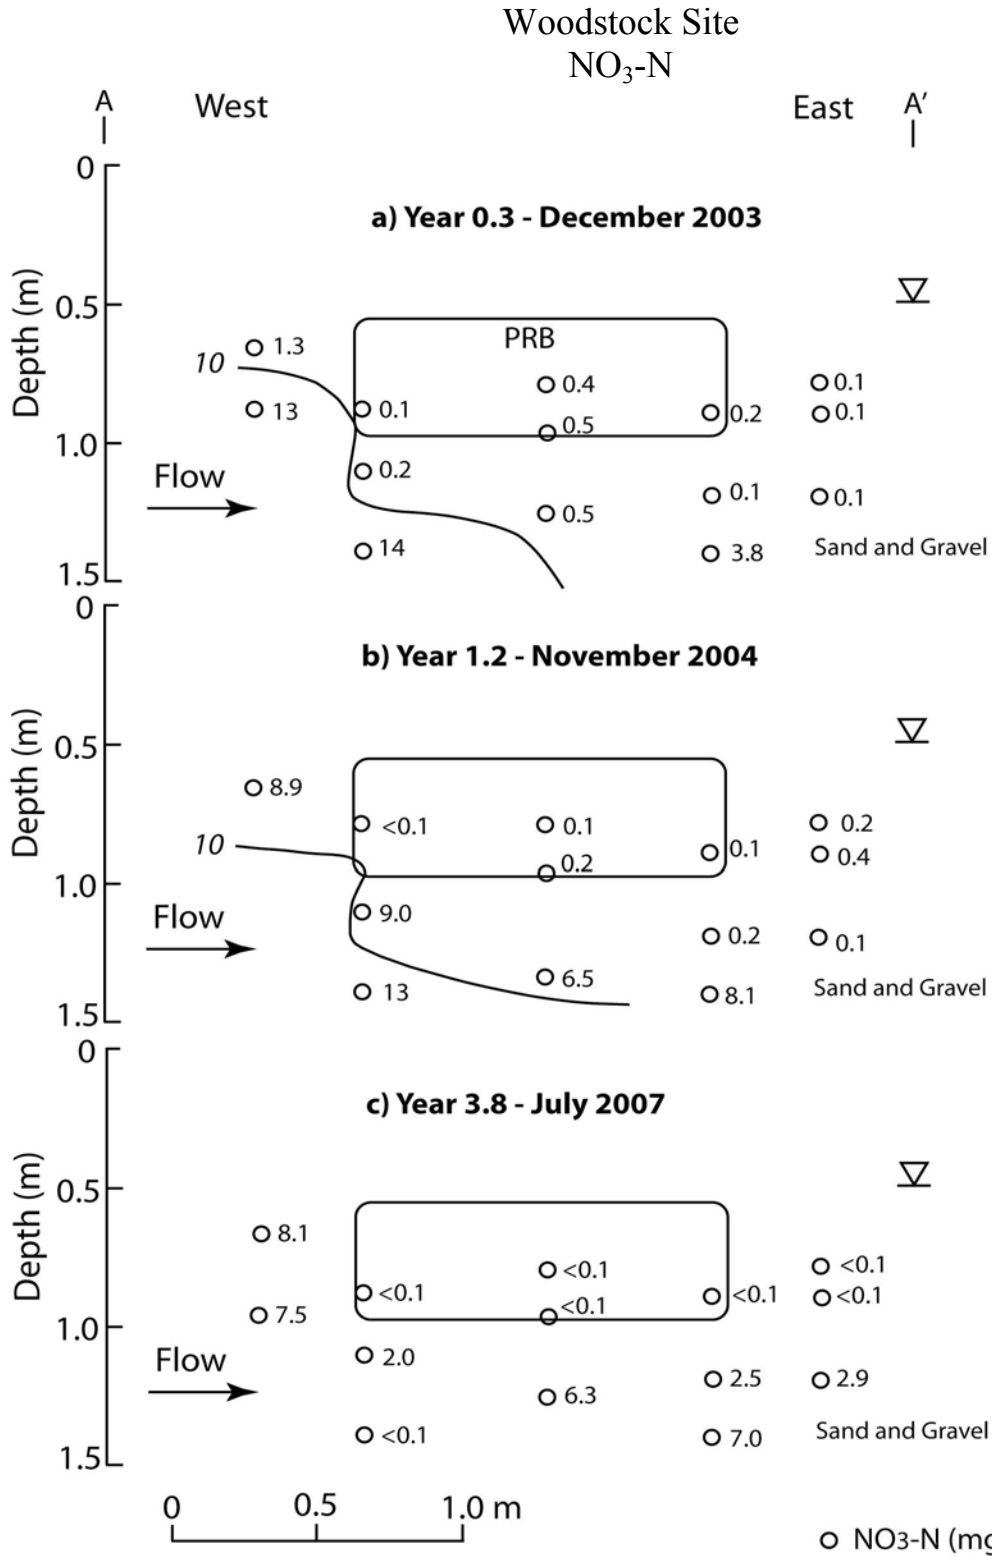 Woodstock Site
NO₃-N
A West East A'
0
a) Year 0.3 - December 2003
Depth (m)
0.5
PRB
10 1.3
0.4 0.1
13 0.1 0.2 0.1
0.5
1.0
Flow
0.2
0.1 0.1
0.5
14 3.8 Sand and Gravel
1.5
0
b) Year 1.2 - November 2004
Depth (m)
0.5
8.9
<0.1 0.1 0.2
10 0.1 0.4
0.2
1.0
Flow
9.0
0.2 0.1
6.5
13 8.1 Sand and Gravel
1.5
0
c) Year 3.8 - July 2007
Depth (m)
0.5
8.1
<0.1 <0.1
<0.1 <0.1 <0.1
7.5 <0.1
1.0
Flow
2.0
2.5 2.9
6.3
<0.1 7.0 Sand and Gravel
1.5
0 0.5 1.0 m
NO3-N (mg